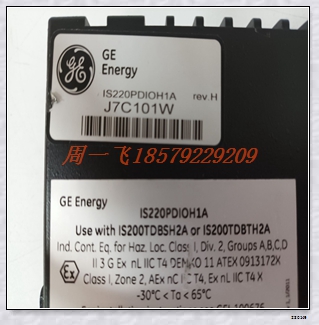 GE
Energy
IS220PDIOH1A rev.H
J7C101W
周一飞18579229209
GE Energy
IS220PDIOH1A
Use with IS200TDBSH2A or IS200TDBTH2A
Ind. Cont. Eq. for Haz. Loc. Class I, Div. 2, Groups A,B,C,D
II 3 G Ex nL IIC T4 DEMKO 11 ATEX 0913172X
Class I, Zone 2, AEx nC IIC T4, Ex nL IIC T4 X
-30°C < Ta < 65°C